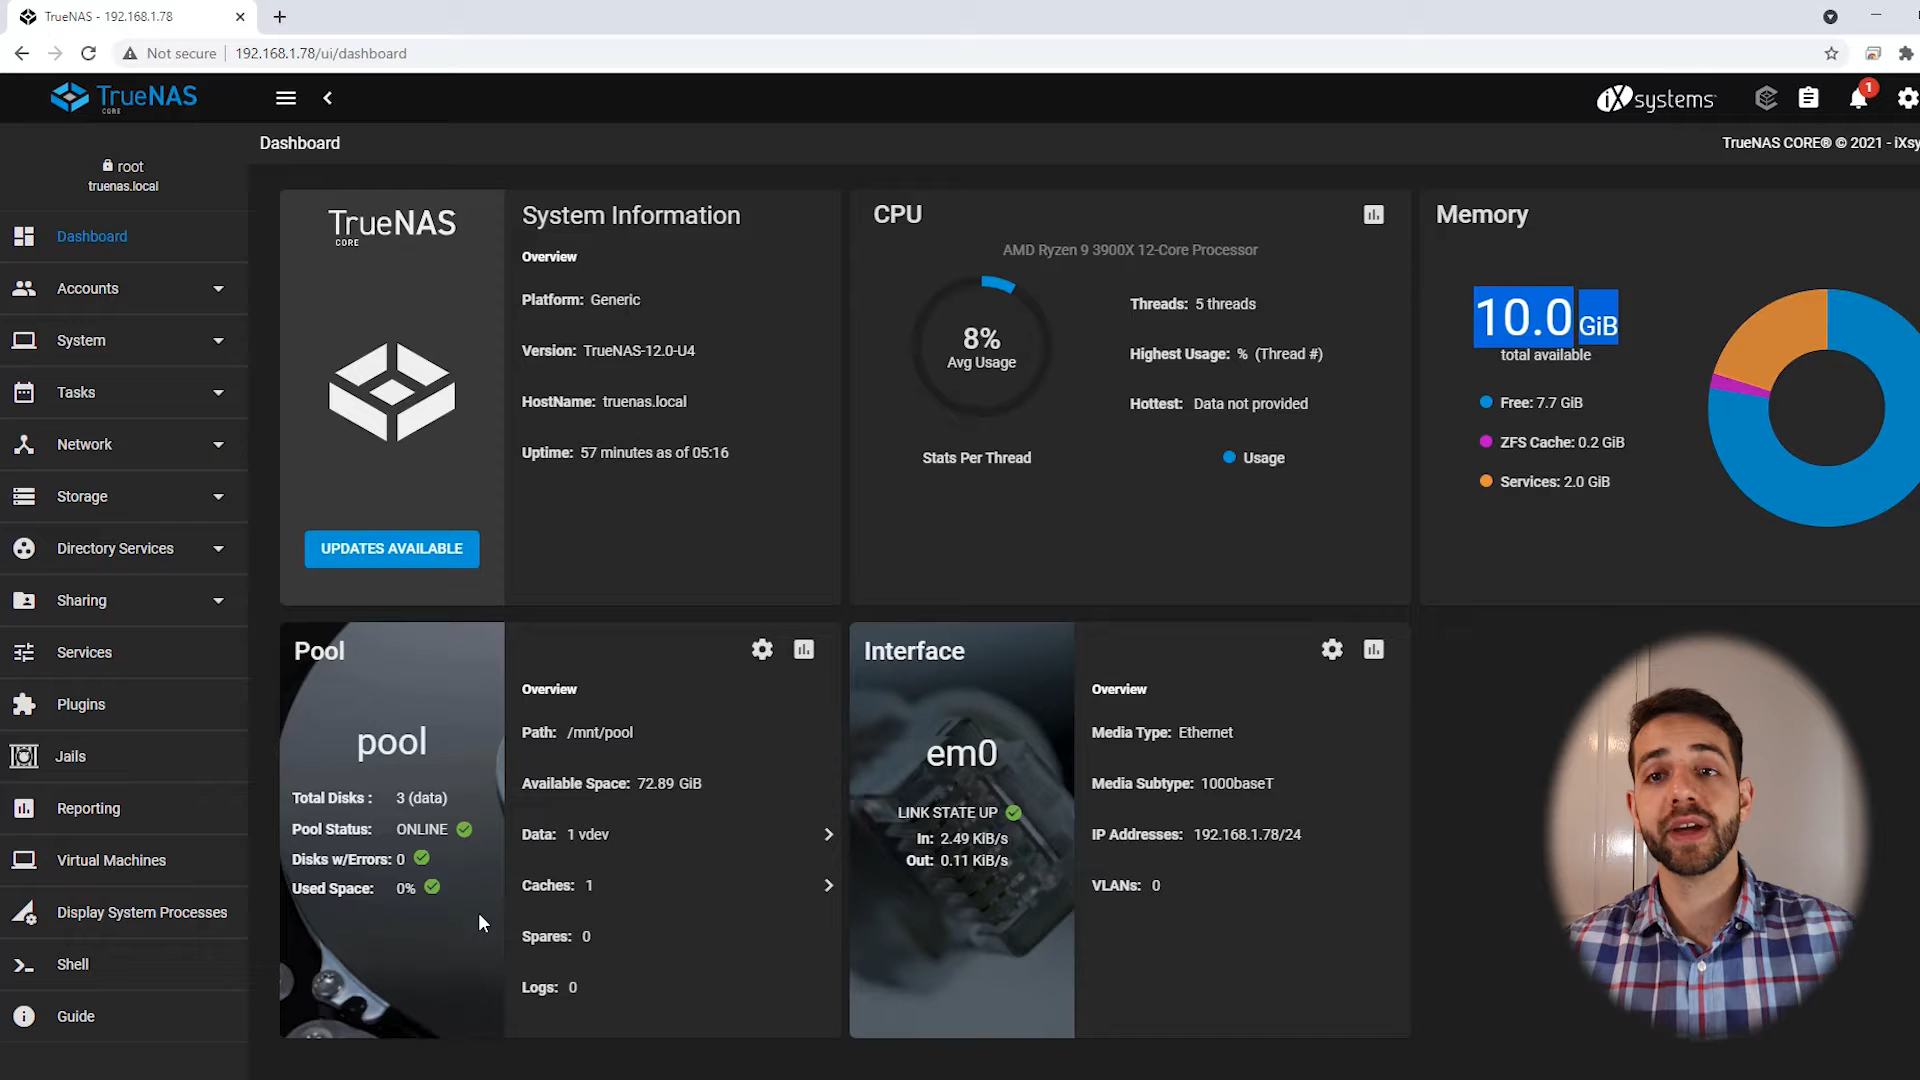 TrueNAS - 192.168.1.78
Not secure
192.168.1.78/ui/dashboard
TrueNAS
CORE
iXsystems
1
root
truenas.local
Dashboard
TrueNAS CORE® © 2021 - iXsy
Dashboard
Accounts
System
Tasks
Network
Storage
Directory Services
Sharing
Services
Plugins
Jails
Reporting
Virtual Machines
Display System Processes
Shell
Guide
TrueNAS
CORE
UPDATES AVAILABLE
System Information
Overview
Platform: Generic
Version: TrueNAS-12.0-U4
HostName: truenas.local
Uptime: 57 minutes as of 05:16
CPU
AMD Ryzen 9 3900X 12-Core Processor
8%
Avg Usage
Threads: 5 threads
Highest Usage: % (Thread #)
Hottest: Data not provided
Stats Per Thread
Usage
Memory
10.0 GiB
total available
Free: 7.7 GiB
ZFS Cache: 0.2 GiB
Services: 2.0 GiB
Pool
pool
Total Disks : 3 (data)
Pool Status: ONLINE
Disks w/Errors: 0
Used Space: 0%
Overview
Path: /mnt/pool
Available Space: 72.89 GiB
Data: 1 vdev
Caches: 1
Spares: 0
Logs: 0
Interface
em0
LINK STATE UP
In: 2.49 KiB/s
Out: 0.11 KiB/s
Overview
Media Type: Ethernet
Media Subtype: 1000baseT
IP Addresses: 192.168.1.78/24
VLANs: 0